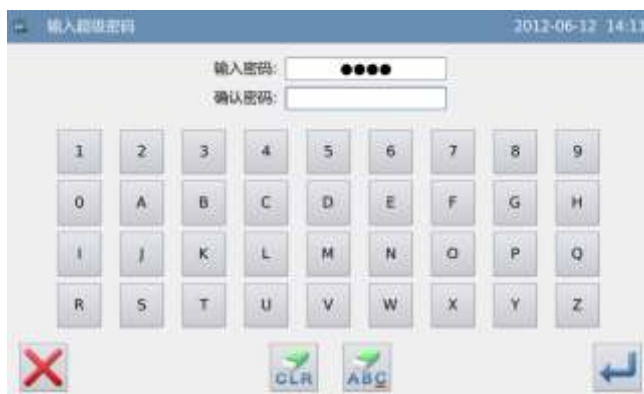 输入超级密码 2012-06-12 14:11
输入密码: ●●●●
确认密码:
1 2 3 4 5 6 7 8 9
0 A B C D E F G H
I J K L M N O P Q
R S T U V W X Y Z
CLR ABC